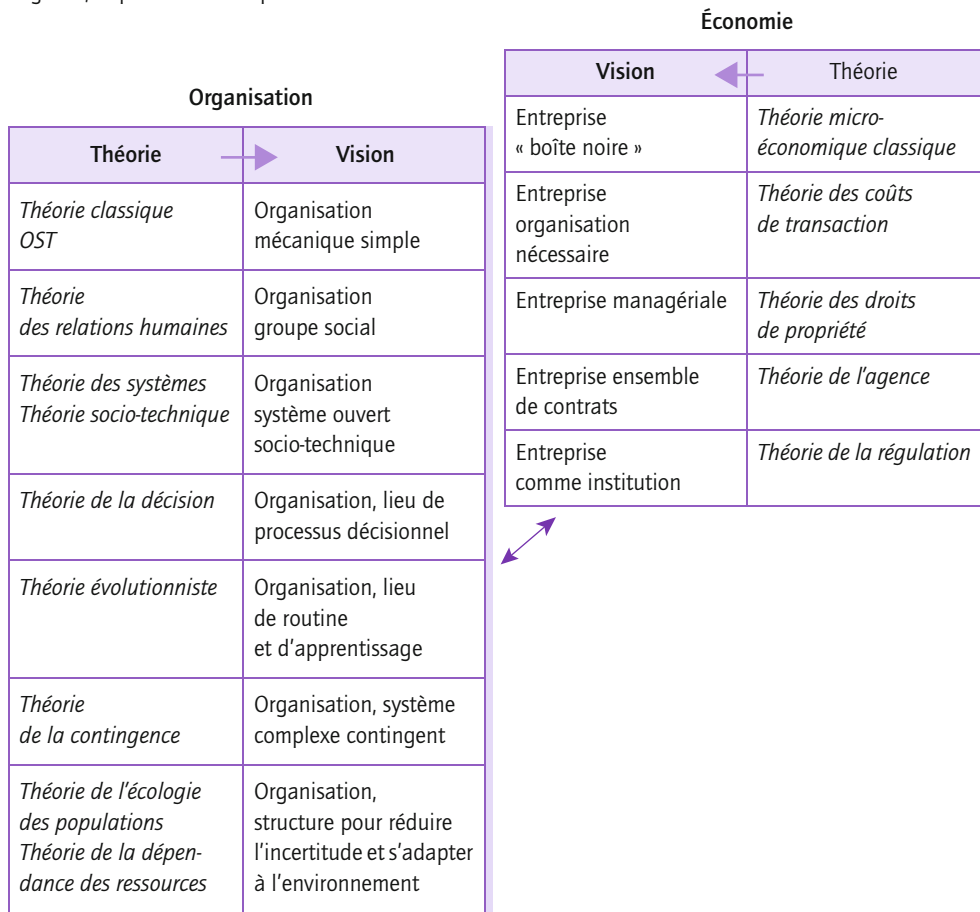 Économie
Vision
Théorie
Entreprise
« boîte noire »
Théorie micro-
économique classique
Entreprise
organisation
nécessaire
Théorie des coûts
de transaction
Entreprise managériale
Théorie des droits
de propriété
Entreprise ensemble
de contrats
Théorie de l'agence
Entreprise
comme institution
Théorie de la régulation
Organisation
Théorie
Vision
Théorie classique
OST
Organisation
mécanique simple
Théorie
des relations humaines
Organisation
groupe social
Théorie des systèmes
Théorie socio-technique
Organisation
système ouvert
socio-technique
Théorie de la décision
Organisation, lieu de
processus décisionnel
Théorie évolutionniste
Organisation, lieu
de routine
et d'apprentissage
Théorie
de la contingence
Organisation, système
complexe contingent
Théorie de l'écologie
des populations
Théorie de la dépen-
dance des ressources
Organisation,
structure pour réduire
l'incertitude et s'adapter
à l'environnement